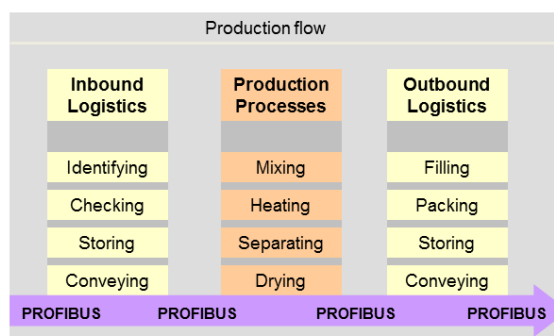 Production flow
Inbound
Logistics
Identifying
Checking
Storing
Conveying
Production
Processes
Mixing
Heating
Separating
Drying
Outbound
Logistics
Filling
Packing
Storing
Conveying
PROFIBUS PROFIBUS PROFIBUS PROFIBUS